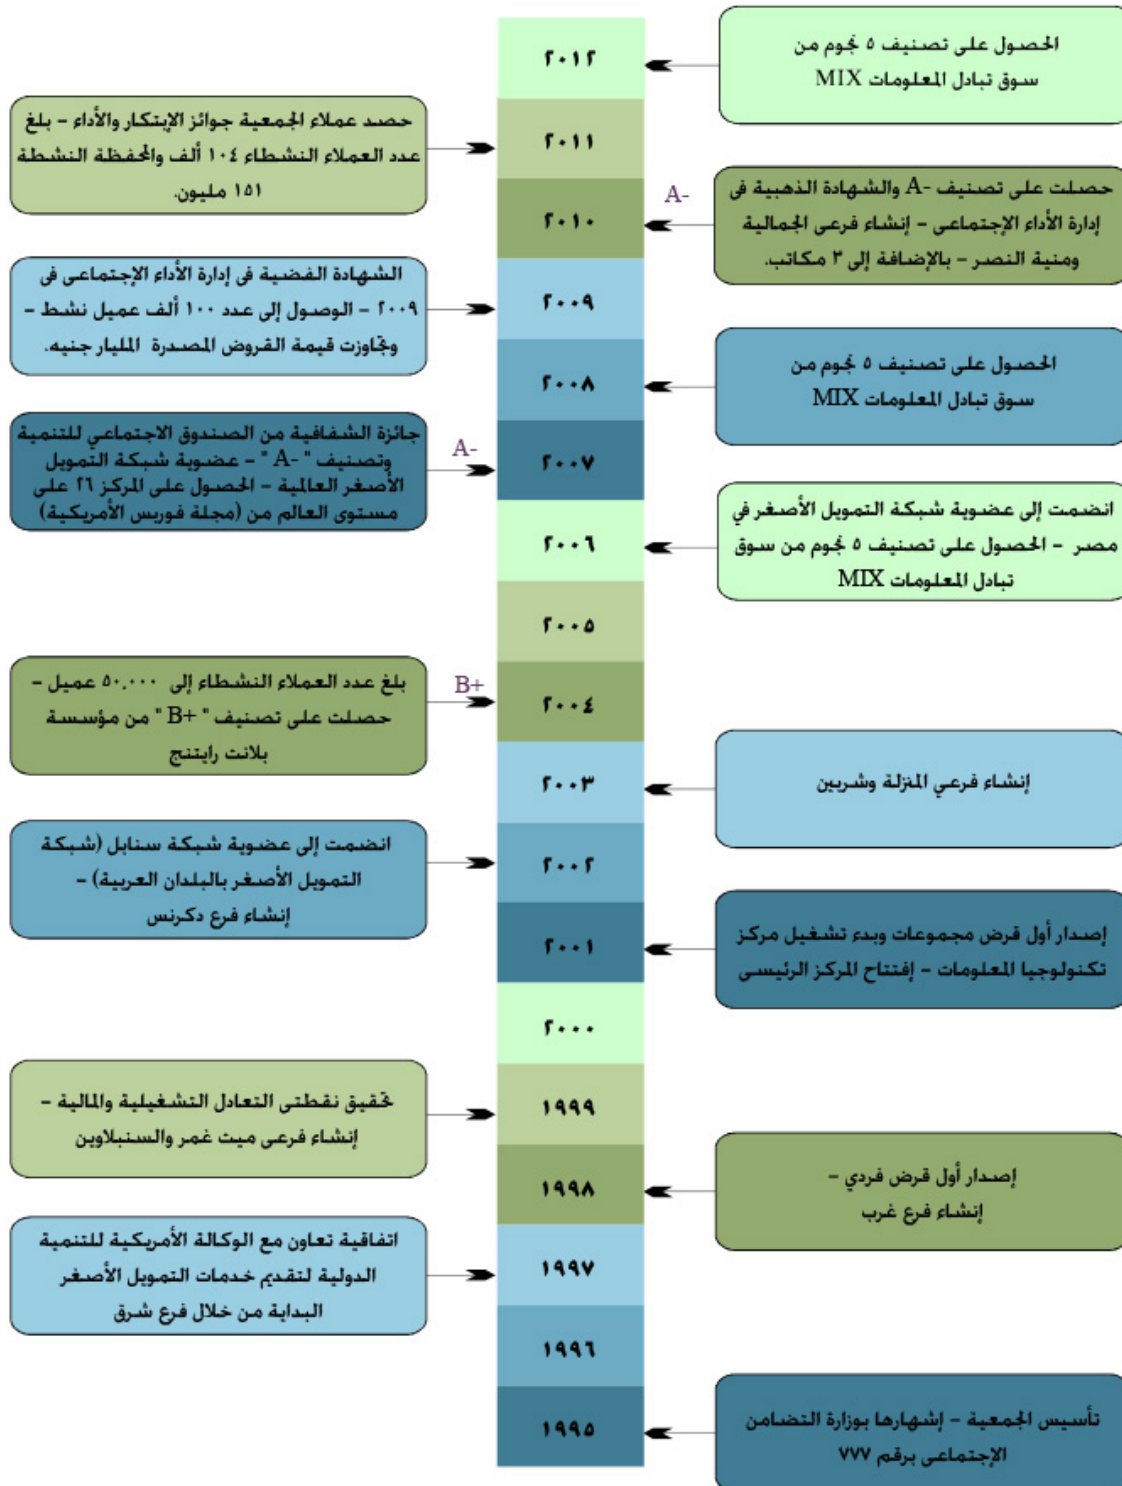 ٢٠١٢
الحصول على تصنيف ٥ نجوم من
سوق تبادل المعلومات MIX
٢٠١١
حصد عملاء الجمعية جوائز الإبتكار والأداء – بلغ
عدد العملاء النشطاء ١٠٤ ألف والمحفظة النشطة
١٥١ مليون.
٢٠١٠
A-
حصلت على تصنيف A- والشهادة الذهبية فى
إدارة الأداء الإجتماعى – إنشاء فرعى الجمالية
ومنية النصر – بالإضافة إلى ٣ مكاتب.
٢٠٠٩
الشهادة الفضية فى إدارة الأداء الإجتماعى فى
٢٠٠٩ – الوصول إلى عدد ١٠٠ ألف عميل نشط –
وتجاوزت قيمة القروض المصدرة المليار جنيه.
٢٠٠٨
الحصول على تصنيف ٥ نجوم من
سوق تبادل المعلومات MIX
٢٠٠٧
A-
جائزة الشفافية من الصندوق الاجتماعي للتنمية
وتصنيف " A- " – عضوية شبكة التمويل
الأصغر العالمية – الحصول على المركز ٢٦ على
مستوى العالم من (مجلة فوربس الأمريكية)
٢٠٠٦
انضمت إلى عضوية شبكة التمويل الأصغر في
مصر – الحصول على تصنيف ٥ نجوم من سوق
تبادل المعلومات MIX
٢٠٠٥
٢٠٠٤
B+
بلغ عدد العملاء النشطاء إلى ٥٠.٠٠٠ عميل –
حصلت على تصنيف " B+ " من مؤسسة
بلانت رايتنج
٢٠٠٣
إنشاء فرعي المنزلة وشربين
٢٠٠٢
انضمت إلى عضوية شبكة سنابل (شبكة
التمويل الأصغر بالبلدان العربية) –
إنشاء فرع دكرنس
٢٠٠١
إصدار أول قرض مجموعات وبدء تشغيل مركز
تكنولوجيا المعلومات – إفتتاح المركز الرئيسى
٢٠٠٠
١٩٩٩
تحقيق نقطتى التعادل التشغيلية والمالية –
إنشاء فرعى ميت غمر والسنبلاوين
١٩٩٨
إصدار أول قرض فردي –
إنشاء فرع غرب
١٩٩٧
اتفاقية تعاون مع الوكالة الأمريكية للتنمية
الدولية لتقديم خدمات التمويل الأصغر
البداية من خلال فرع شرق
١٩٩٦
١٩٩٥
تأسيس الجمعية – إشهارها بوزارة التضامن
الإجتماعى برقم ٧٧٧